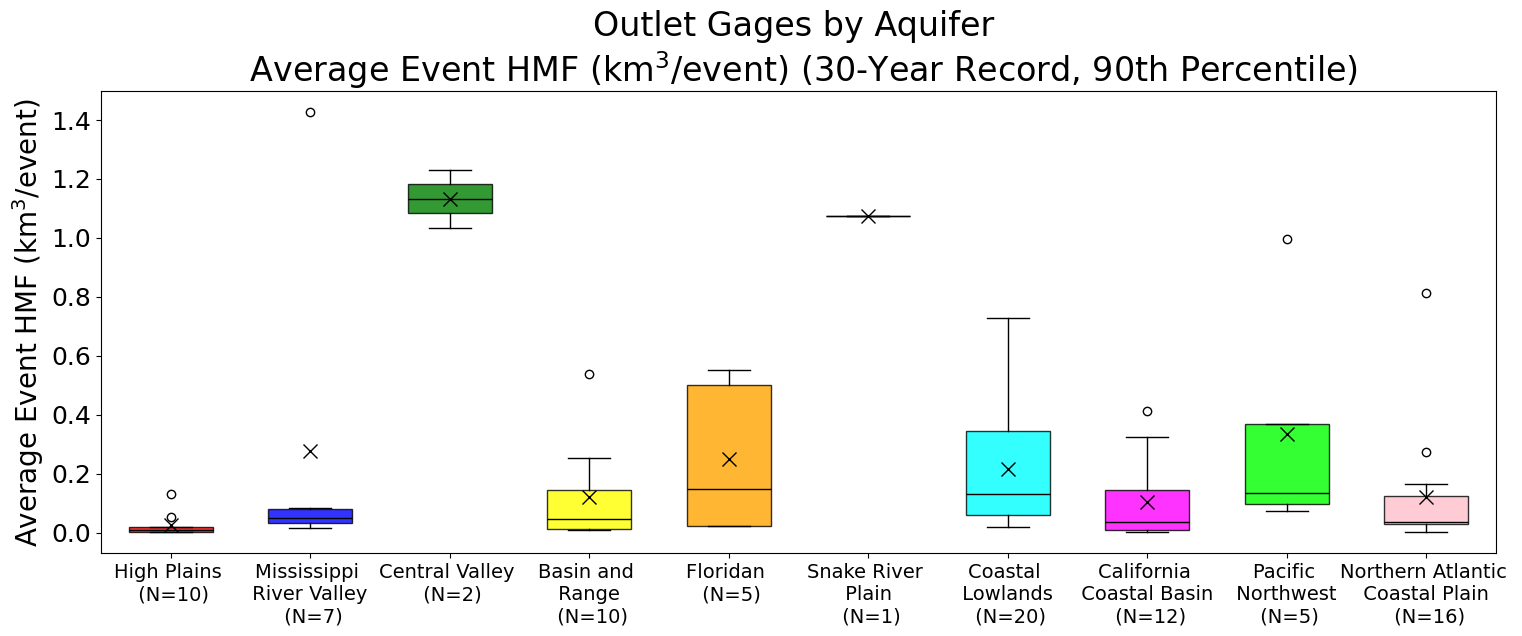 Outlet Gages by Aquifer
Average Event HMF (km³/event) (30-Year Record, 90th Percentile)
Average Event HMF (km³/event)
1.4
1.2
1.0
0.8
0.6
0.4
0.2
0.0
High Plains
(N=10)
Mississippi
River Valley
(N=7)
Central Valley
(N=2)
Basin and
Range
(N=10)
Floridan
(N=5)
Snake River
Plain
(N=1)
Coastal
Lowlands
(N=20)
California
Coastal Basin
(N=12)
Pacific
Northwest
(N=5)
Northern Atlantic
Coastal Plain
(N=16)